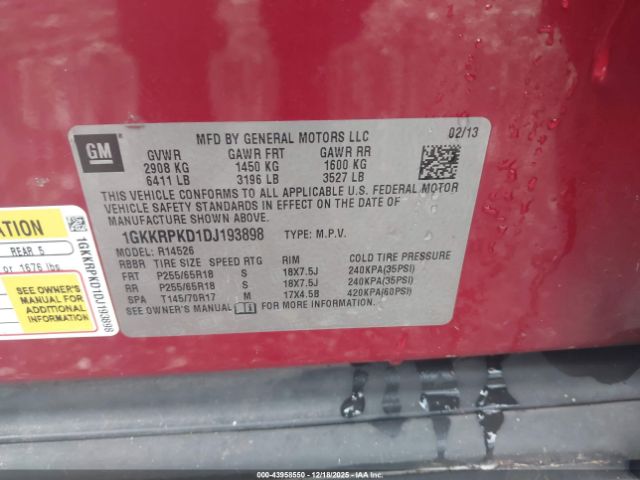 MFD BY GENERAL MOTORS LLC 02/13
GM
GVWR GAWR FRT GAWR RR
2908 KG 1450 KG 1600 KG
6411 LB 3196 LB 3527 LB
THIS VEHICLE CONFORMS TO ALL APPLICABLE U.S. FEDERAL MOTOR
VEHICLE SAFETY STANDARDS IN EFFECT ON THE DATE OF
MANUFACTURE SHOWN ABOVE.
1GKKRPKD1DJ193898 TYPE: M.P.V.
MODEL: R14526
RBBR TIRE SIZE SPEED RTG RIM COLD TIRE PRESSURE
FRT P255/65R18 S 18X7.5J 240KPA(35PSI)
RR P255/65R18 S 18X7.5J 240KPA(35PSI)
SPA T145/70R17 M 17X4.5B 420KPA(60PSI)
SEE OWNER'S MANUAL FOR MORE INFORMATION.
ATION
REAR 5
or 1676 lbs.
SEE OWNER'S
MANUAL FOR
ADDITIONAL
INFORMATION
1GKKRPKD1DJ193898
0-43958550 - 12/18/2025 - IAA Inc.